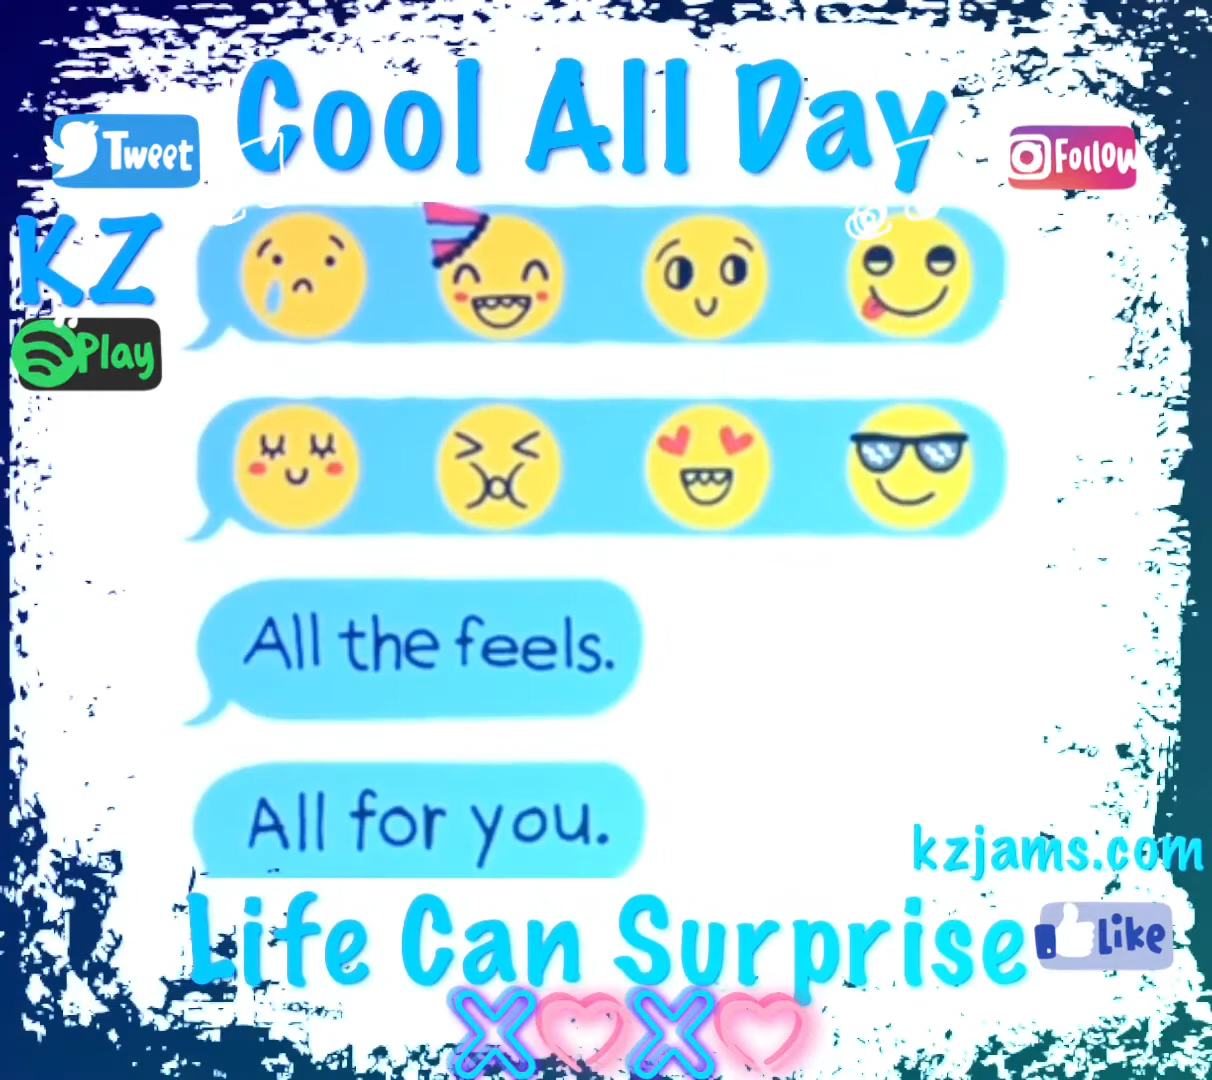 Cool All Day
Tweet
Follow
KZ
Play
All the feels.
All for you.
kzjams.com
Life Can Surprise
Like
X♡X♡